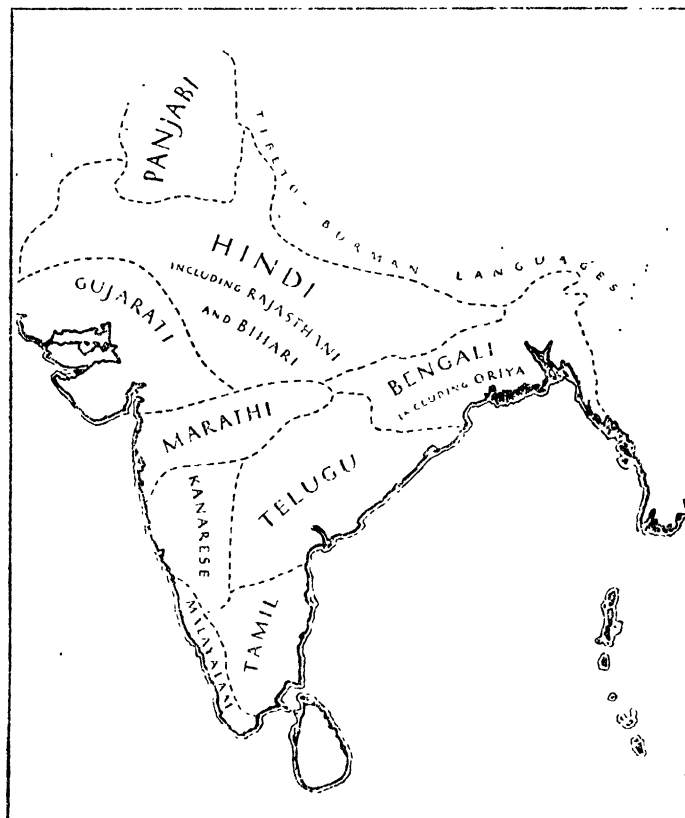 PANJABI
TIBETO-BURMAN LANGUAGES
HINDI
INCLUDING RAJASTHANI
AND BIHARI
GUJARATI
BENGALI
INCLUDING ORIYA
MARATHI
TELUGU
KANARESE
MALAYALAM
TAMIL